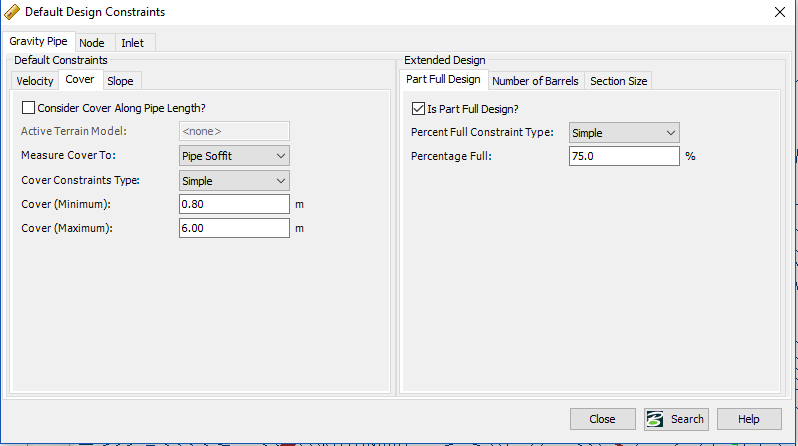 Default Design Constraints
Gravity Pipe Node Inlet
Default Constraints
Velocity Cover Slope
Consider Cover Along Pipe Length?
Active Terrain Model: <none>
Measure Cover To: Pipe Soffit
Cover Constraints Type: Simple
Cover (Minimum): 0.80 m
Cover (Maximum): 6.00 m
Extended Design
Part Full Design Number of Barrels Section Size
Is Part Full Design?
Percent Full Constraint Type: Simple
Percentage Full: 75.0 %
Close Search Help